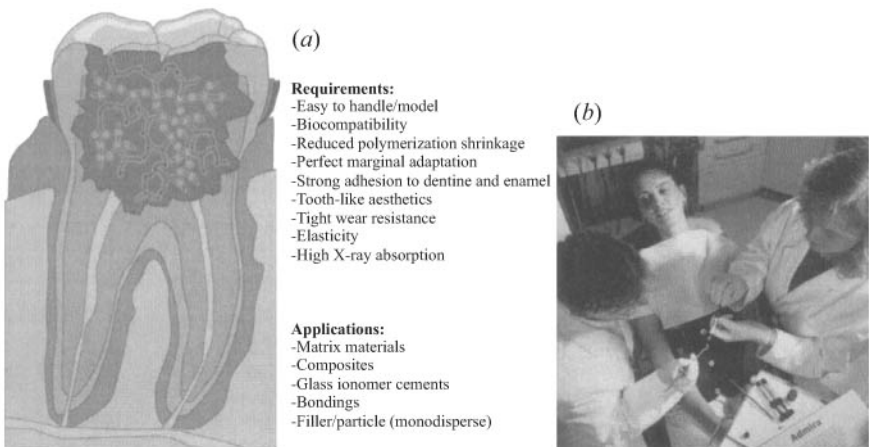 (a)
Requirements:
-Easy to handle/model
-Biocompatibility
-Reduced polymerization shrinkage
-Perfect marginal adaptation
-Strong adhesion to dentine and enamel
-Tooth-like aesthetics
-Tight wear resistance
-Elasticity
-High X-ray absorption
Applications:
-Matrix materials
-Composites
-Glass ionomer cements
-Bondings
-Filler/particle (monodisperse)
(b)
Admira